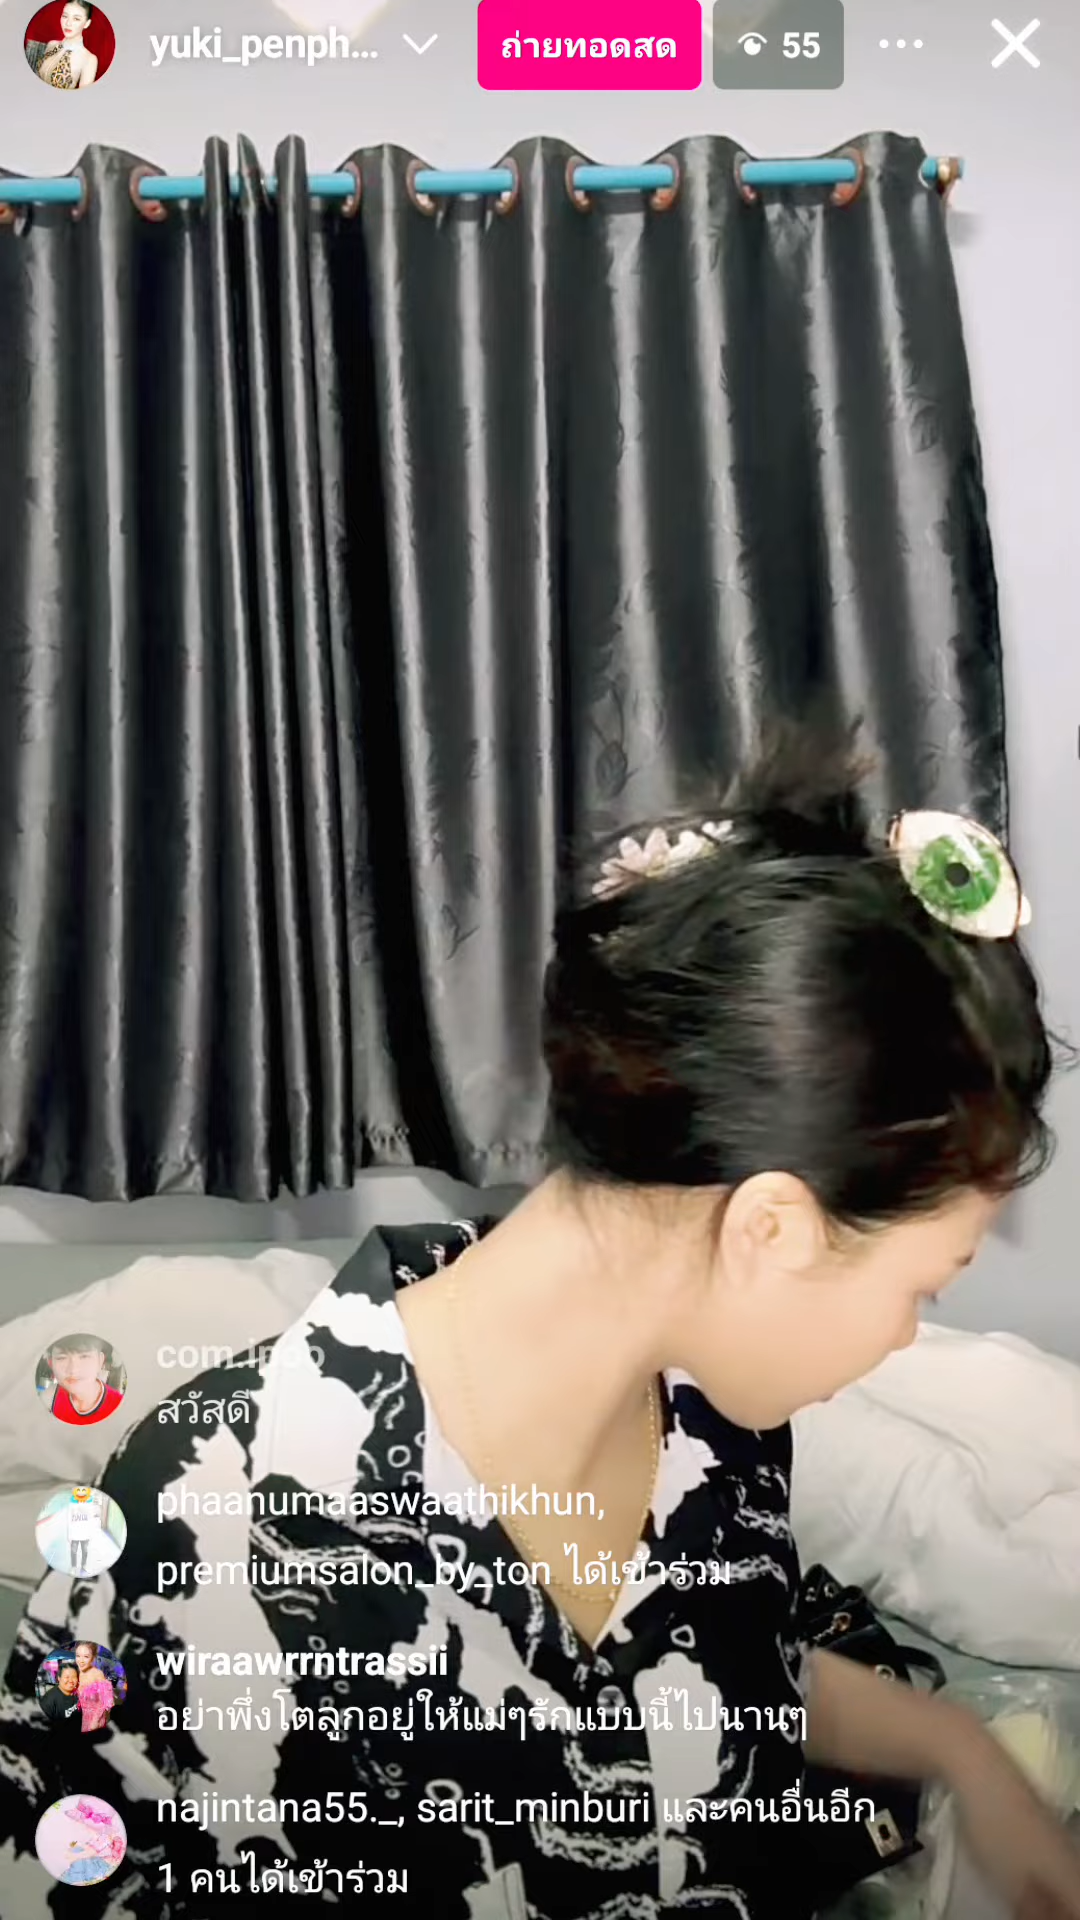 yuki_penph...
ถ่ายทอดสด
55
com.ipoo
สวัสดี
phaanumaaswaathikhun,
premiumsalon_by_ton ได้เข้าร่วม
wiraawrrntrassii
อย่าพึ่งโตลูกอยู่ให้แม่ๆรักแบบนี้ไปนานๆ
najintana55._, sarit_minburi และคนอื่นอีก
1 คนได้เข้าร่วม